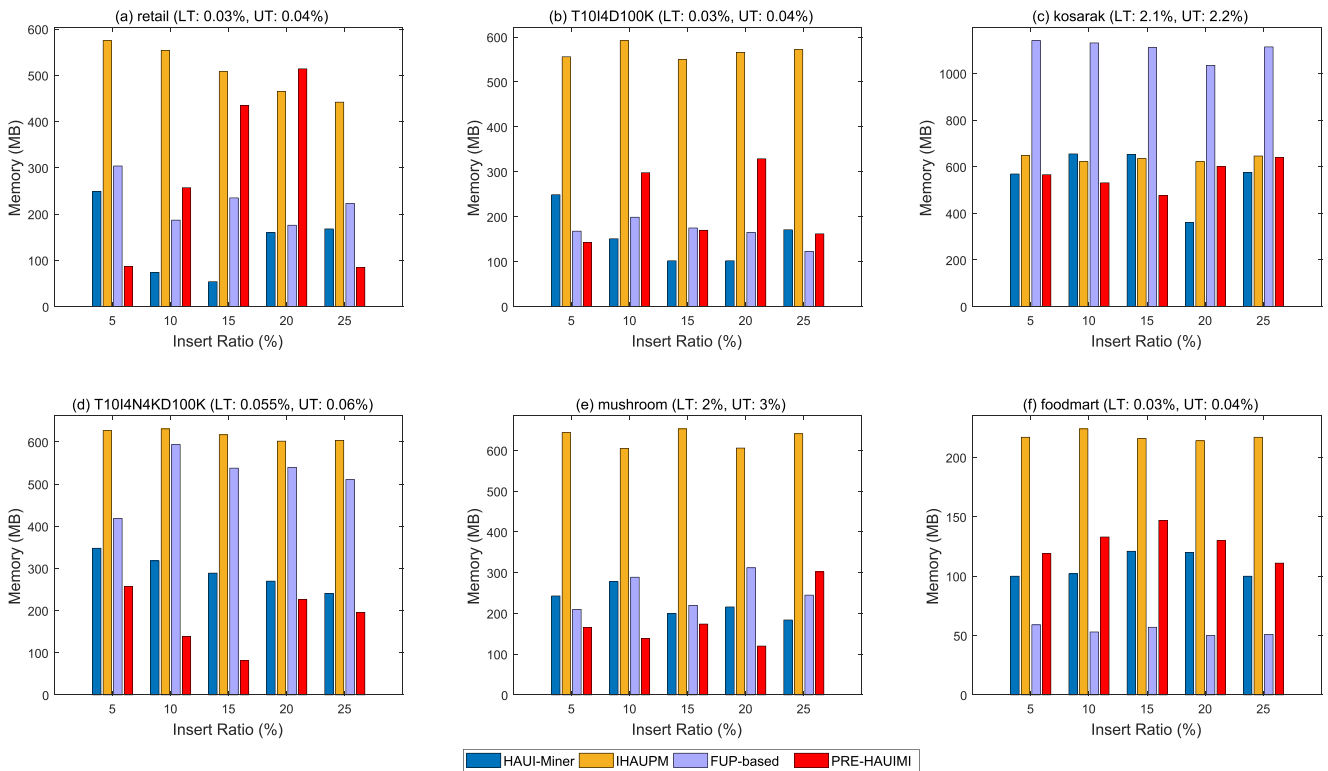 (a) retail (LT: 0.03%, UT: 0.04%)
600
500
400
300
200
100
0
Memory (MB)
5 10 15 20 25
Insert Ratio (%)
(b) T10I4D100K (LT: 0.03%, UT: 0.04%)
600
500
400
300
200
100
0
Memory (MB)
5 10 15 20 25
Insert Ratio (%)
(c) kosarak (LT: 2.1%, UT: 2.2%)
1000
800
600
400
200
0
Memory (MB)
5 10 15 20 25
Insert Ratio (%)
(d) T10I4N4KD100K (LT: 0.055%, UT: 0.06%)
600
500
400
300
200
100
0
Memory (MB)
5 10 15 20 25
Insert Ratio (%)
(e) mushroom (LT: 2%, UT: 3%)
600
500
400
300
200
100
0
Memory (MB)
5 10 15 20 25
Insert Ratio (%)
(f) foodmart (LT: 0.03%, UT: 0.04%)
200
150
100
50
0
Memory (MB)
5 10 15 20 25
Insert Ratio (%)
HAUI-Miner IHAUPM FUP-based PRE-HAUIMI